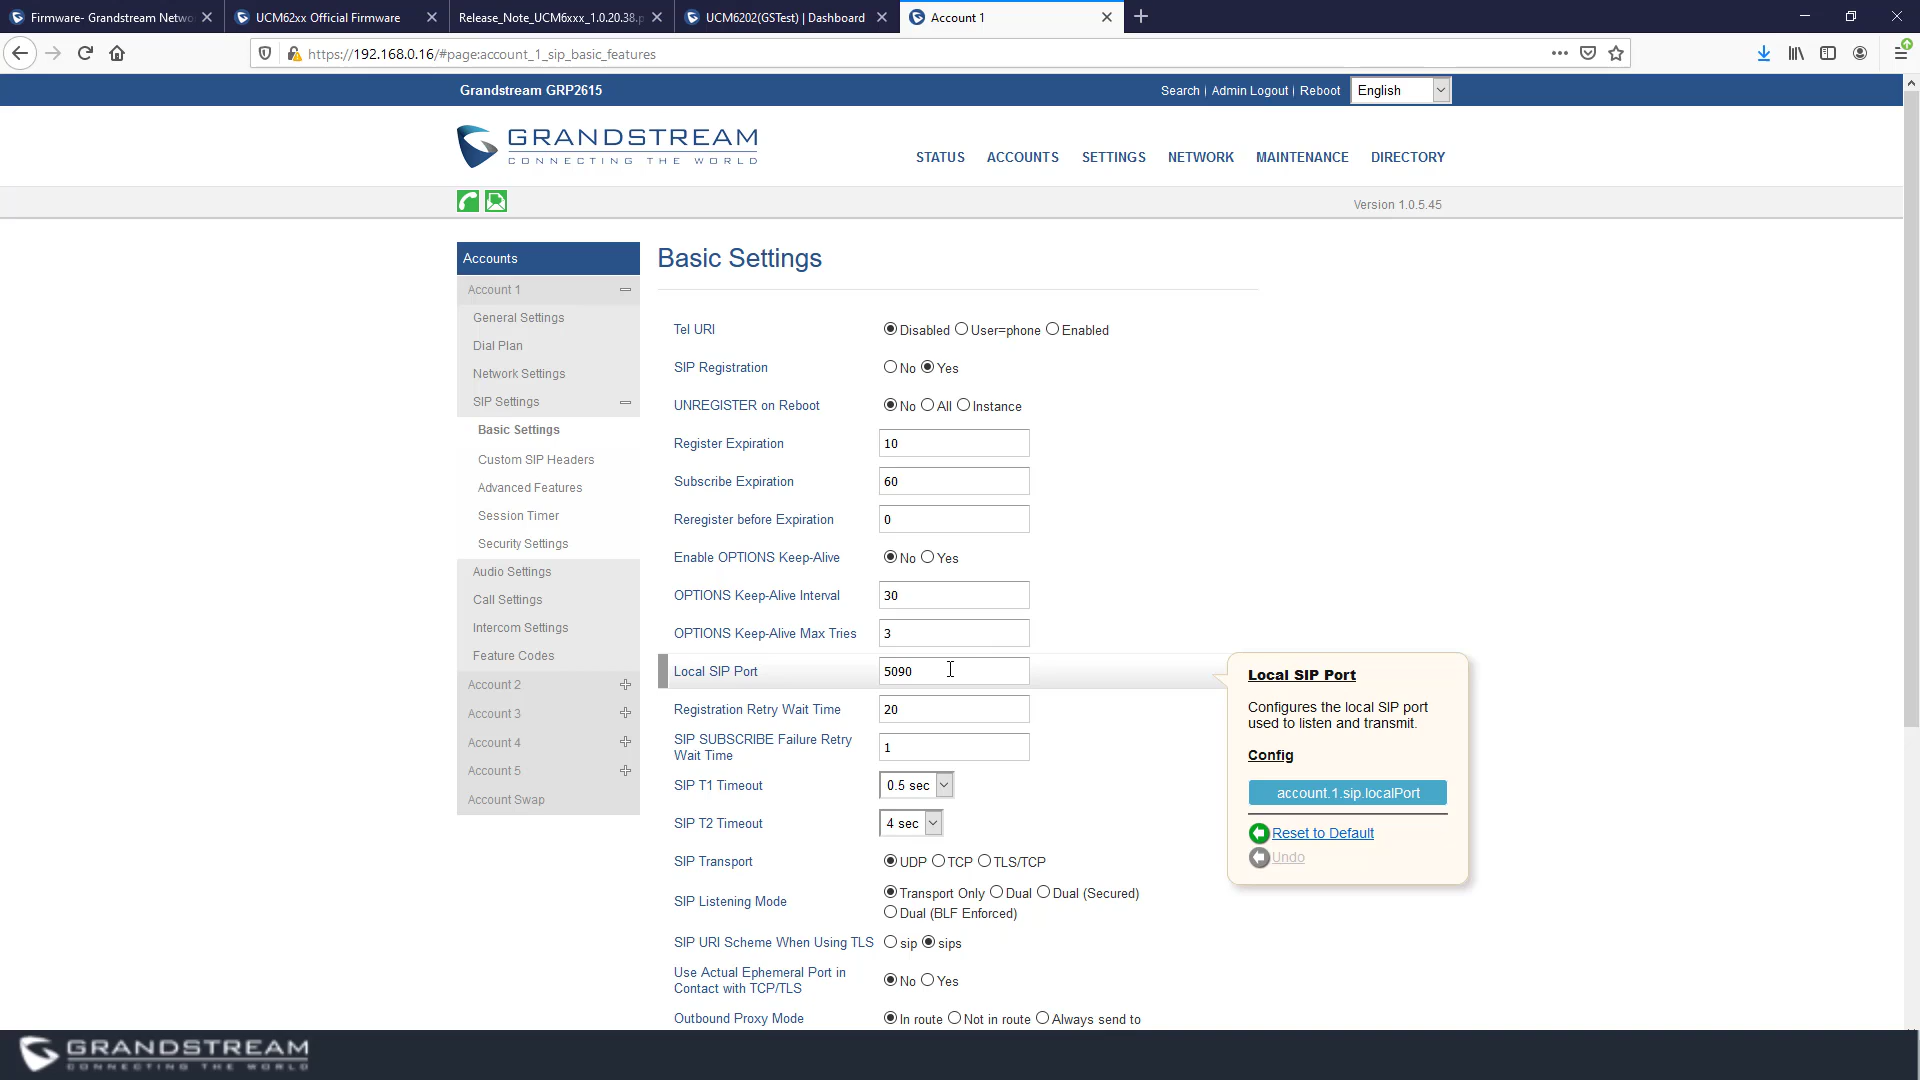 Firmware- Grandstream Netwo
UCM62xx Official Firmware
Release_Note_UCM6xxx_1.0.20.38.p
UCM6202(GSTest) | Dashboard
Account 1
https://192.168.0.16/#page:account_1_sip_basic_features
Grandstream GRP2615
Search | Admin Logout | Reboot
English
GRANDSTREAM
CONNECTING THE WORLD
STATUS ACCOUNTS SETTINGS NETWORK MAINTENANCE DIRECTORY
Version 1.0.5.45
Accounts
Account 1
General Settings
Dial Plan
Network Settings
SIP Settings
Basic Settings
Custom SIP Headers
Advanced Features
Session Timer
Security Settings
Audio Settings
Call Settings
Intercom Settings
Feature Codes
Account 2
Account 3
Account 4
Account 5
Account Swap
Basic Settings
Tel URI Disabled User=phone Enabled
SIP Registration No Yes
UNREGISTER on Reboot No All Instance
Register Expiration 10
Subscribe Expiration 60
Reregister before Expiration 0
Enable OPTIONS Keep-Alive No Yes
OPTIONS Keep-Alive Interval 30
OPTIONS Keep-Alive Max Tries 3
Local SIP Port 5090
Registration Retry Wait Time 20
SIP SUBSCRIBE Failure Retry
Wait Time 1
SIP T1 Timeout 0.5 sec
SIP T2 Timeout 4 sec
SIP Transport UDP TCP TLS/TCP
SIP Listening Mode Transport Only Dual Dual (Secured)
Dual (BLF Enforced)
SIP URI Scheme When Using TLS sip sips
Use Actual Ephemeral Port in
Contact with TCP/TLS No Yes
Outbound Proxy Mode In route Not in route Always send to
Local SIP Port
Configures the local SIP port
used to listen and transmit.
Config
account.1.sip.localPort
Reset to Default
Undo
GRANDSTREAM
CONNECTING THE WORLD